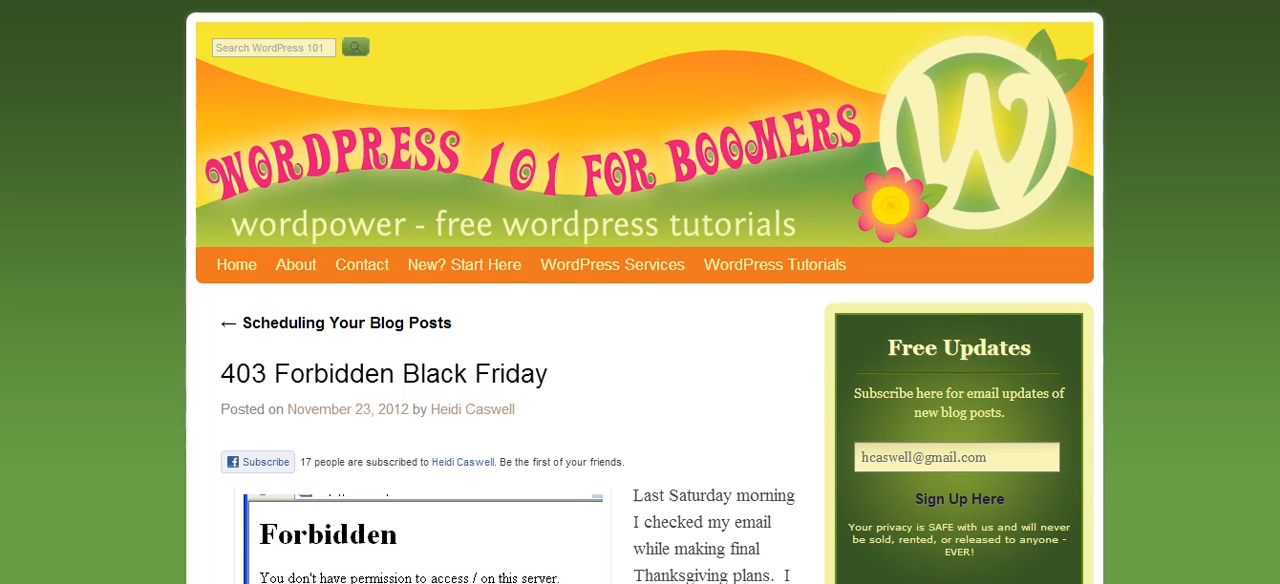 Search WordPress 101
WORDPRESS 101 FOR BOOMERS
W
wordpower - free wordpress tutorials
Home About Contact New? Start Here WordPress Services WordPress Tutorials
← Scheduling Your Blog Posts
403 Forbidden Black Friday
Posted on November 23, 2012 by Heidi Caswell
Subscribe 17 people are subscribed to Heidi Caswell. Be the first of your friends.
Forbidden
You don't have permission to access / on this server.
Last Saturday morning
I checked my email
while making final
Thanksgiving plans. I
Free Updates
Subscribe here for email updates of
new blog posts.
hcaswell@gmail.com
Sign Up Here
Your privacy is SAFE with us and will never
be sold, rented, or released to anyone -
EVER!